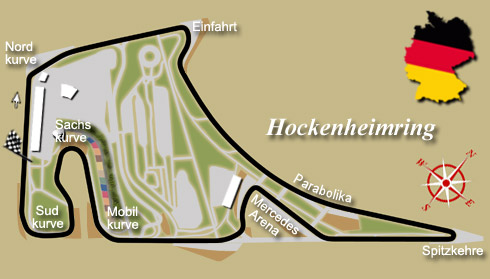 Einfahrt
Nord
kurve
Sachs
kurve
Hockenheimring
N
W
E
S
Parabolika
Mercedes
Arena
Sud
kurve
Mobil
kurve
Spitzkehre